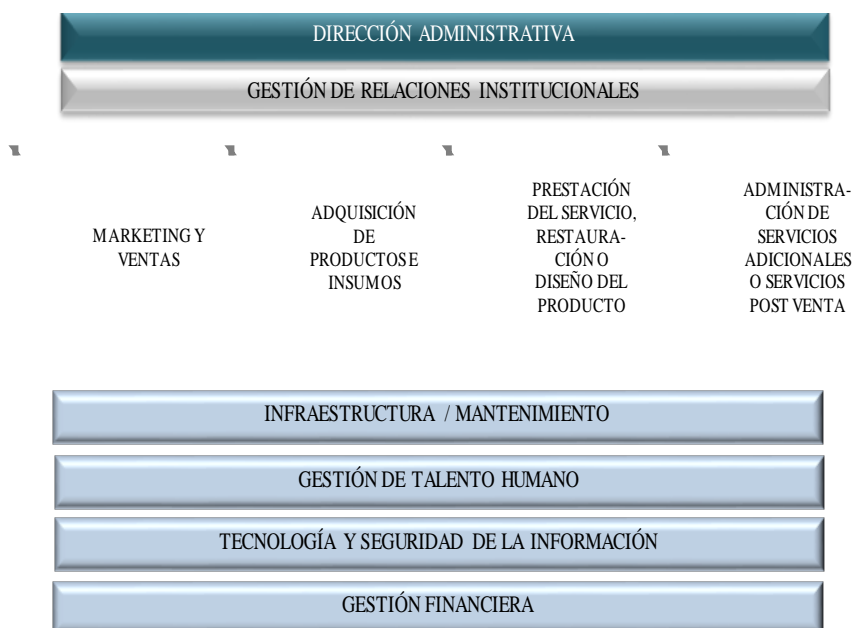 DIRECCIÓN ADMINISTRATIVA
GESTIÓN DE RELACIONES INSTITUCIONALES
MARKETING Y
VENTAS
ADQUISICIÓN
DE
PRODUCTOS E
INSUMOS
PRESTACIÓN
DEL SERVICIO,
RESTAURA-
CIÓN O
DISEÑO DEL
PRODUCTO
ADMINISTRA-
CIÓN DE
SERVICIOS
ADICIONALES
O SERVICIOS
POST VENTA
INFRAESTRUCTURA / MANTENIMIENTO
GESTIÓN DE TALENTO HUMANO
TECNOLOGÍA Y SEGURIDAD DE LA INFORMACIÓN
GESTIÓN FINANCIERA